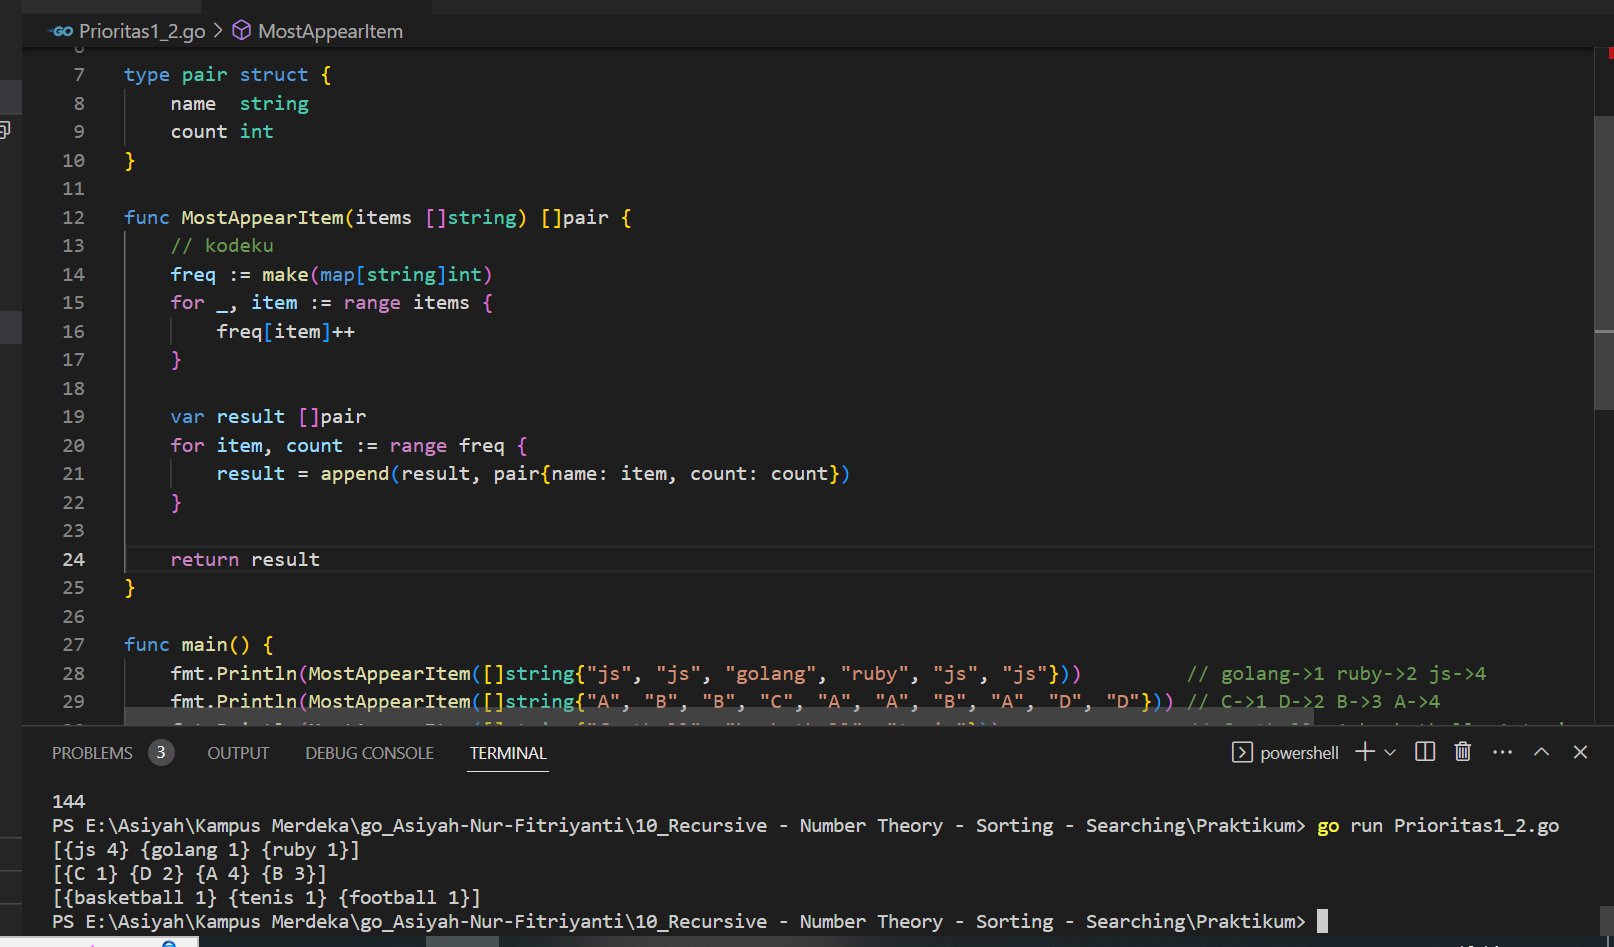 GO Prioritas1_2.go > MostAppearItem
6
7 type pair struct {
8 name  string
9 count int
10 }
11
12 func MostAppearItem(items []string) []pair {
13 // kodeku
14 freq := make(map[string]int)
15 for _, item := range items {
16 freq[item]++
17 }
18
19 var result []pair
20 for item, count := range freq {
21 result = append(result, pair{name: item, count: count})
22 }
23
24 return result
25 }
26
27 func main() {
28 fmt.Println(MostAppearItem([]string{"js", "js", "golang", "ruby", "js", "js"})) // golang->1 ruby->2 js->4
29 fmt.Println(MostAppearItem([]string{"A", "B", "B", "C", "A", "A", "B", "A", "D", "D"})) // C->1 D->2 B->3 A->4
PROBLEMS 3 OUTPUT DEBUG CONSOLE TERMINAL powershell
144
PS E:\Asiyah\Kampus Merdeka\go_Asiyah-Nur-Fitriyanti\10_Recursive - Number Theory - Sorting - Searching\Praktikum> go run Prioritas1_2.go
[{js 4} {golang 1} {ruby 1}]
[{C 1} {D 2} {A 4} {B 3}]
[{basketball 1} {tenis 1} {football 1}]
PS E:\Asiyah\Kampus Merdeka\go_Asiyah-Nur-Fitriyanti\10_Recursive - Number Theory - Sorting - Searching\Praktikum>